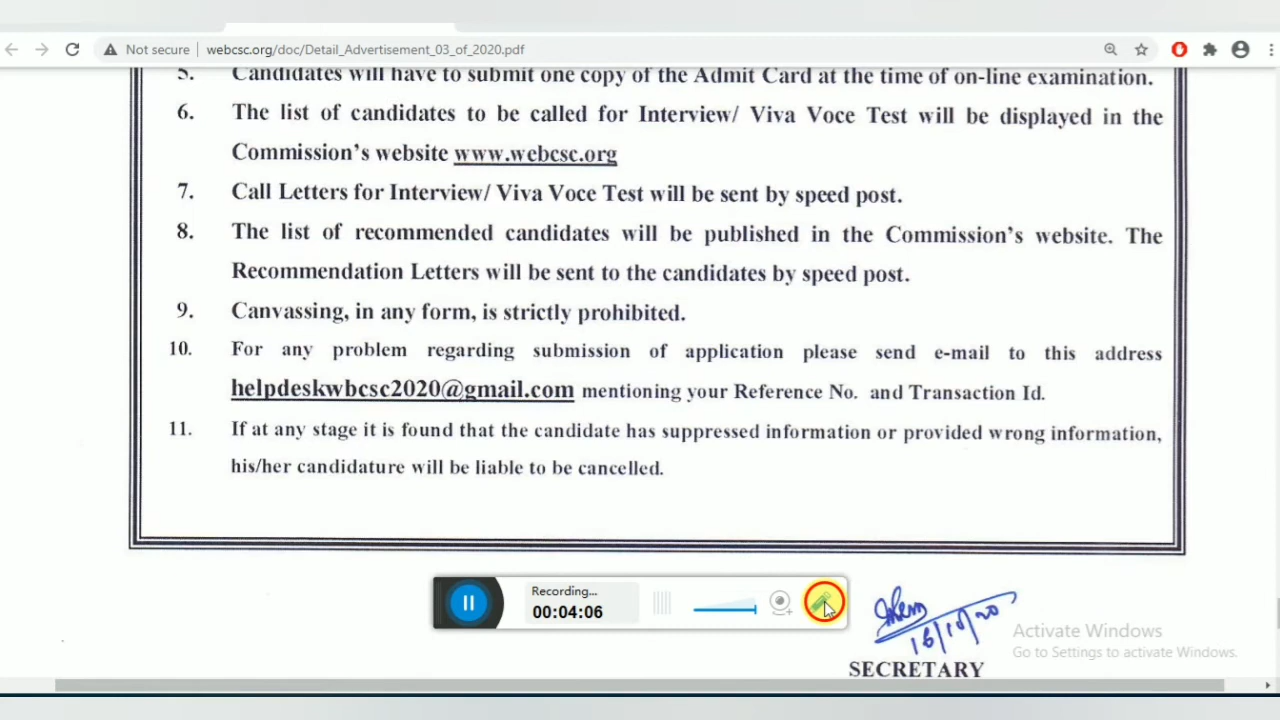 Not secure webcsc.org/doc/Detail_Advertisement_03_of_2020.pdf
5. Candidates will have to submit one copy of the Admit Card at the time of on-line examination.
6. The list of candidates to be called for Interview/ Viva Voce Test will be displayed in the
Commission's website www.webcsc.org
7. Call Letters for Interview/ Viva Voce Test will be sent by speed post.
8. The list of recommended candidates will be published in the Commission's website. The
Recommendation Letters will be sent to the candidates by speed post.
9. Canvassing, in any form, is strictly prohibited.
10. For any problem regarding submission of application please send e-mail to this address
helpdeskwbcsc2020@gmail.com mentioning your Reference No. and Transaction Id.
11. If at any stage it is found that the candidate has suppressed information or provided wrong information,
his/her candidature will be liable to be cancelled.
Recording...
00:04:06
16/10/20
Activate Windows
Go to Settings to activate Windows.
SECRETARY